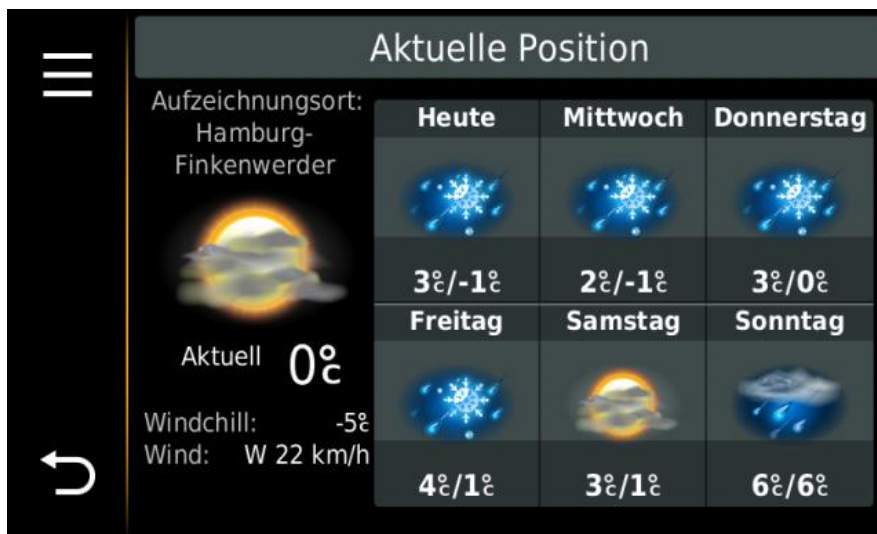 Aktuelle Position
Aufzeichnungsort:
Hamburg-
Finkenwerder
Aktuell 0°C
Windchill: -5°C
Wind: W 22 km/h
Heute Mittwoch Donnerstag
3°C/-1°C 2°C/-1°C 3°C/0°C
Freitag Samstag Sonntag
4°C/1°C 3°C/1°C 6°C/6°C